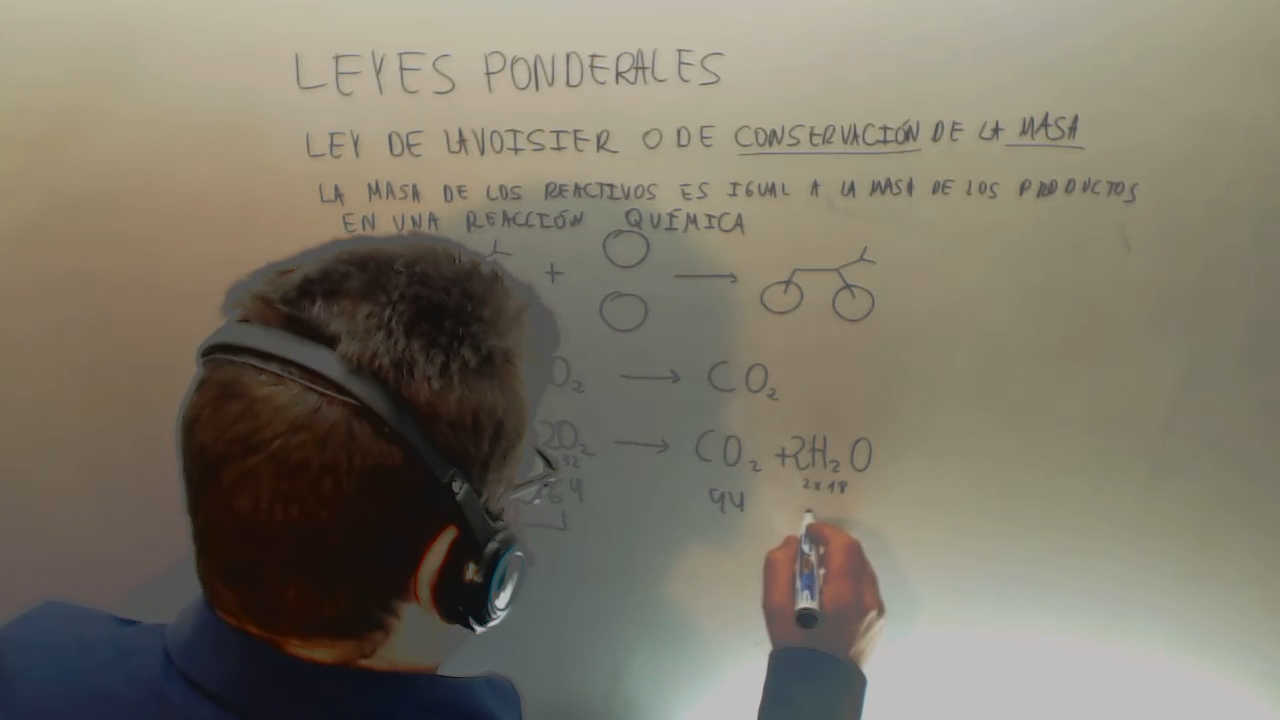 LEYES PONDERALES
LEY DE LAVOISIER O DE CONSERVACIÓN DE LA MASA
LA MASA DE LOS REACTIVOS ES IGUAL A LA MASA DE LOS PRODUCTOS
EN UNA REACCIÓN QUÍMICA
+ →
O₂ → CO₂
2O₂ → CO₂ + 2H₂O
32 2x18
64 44